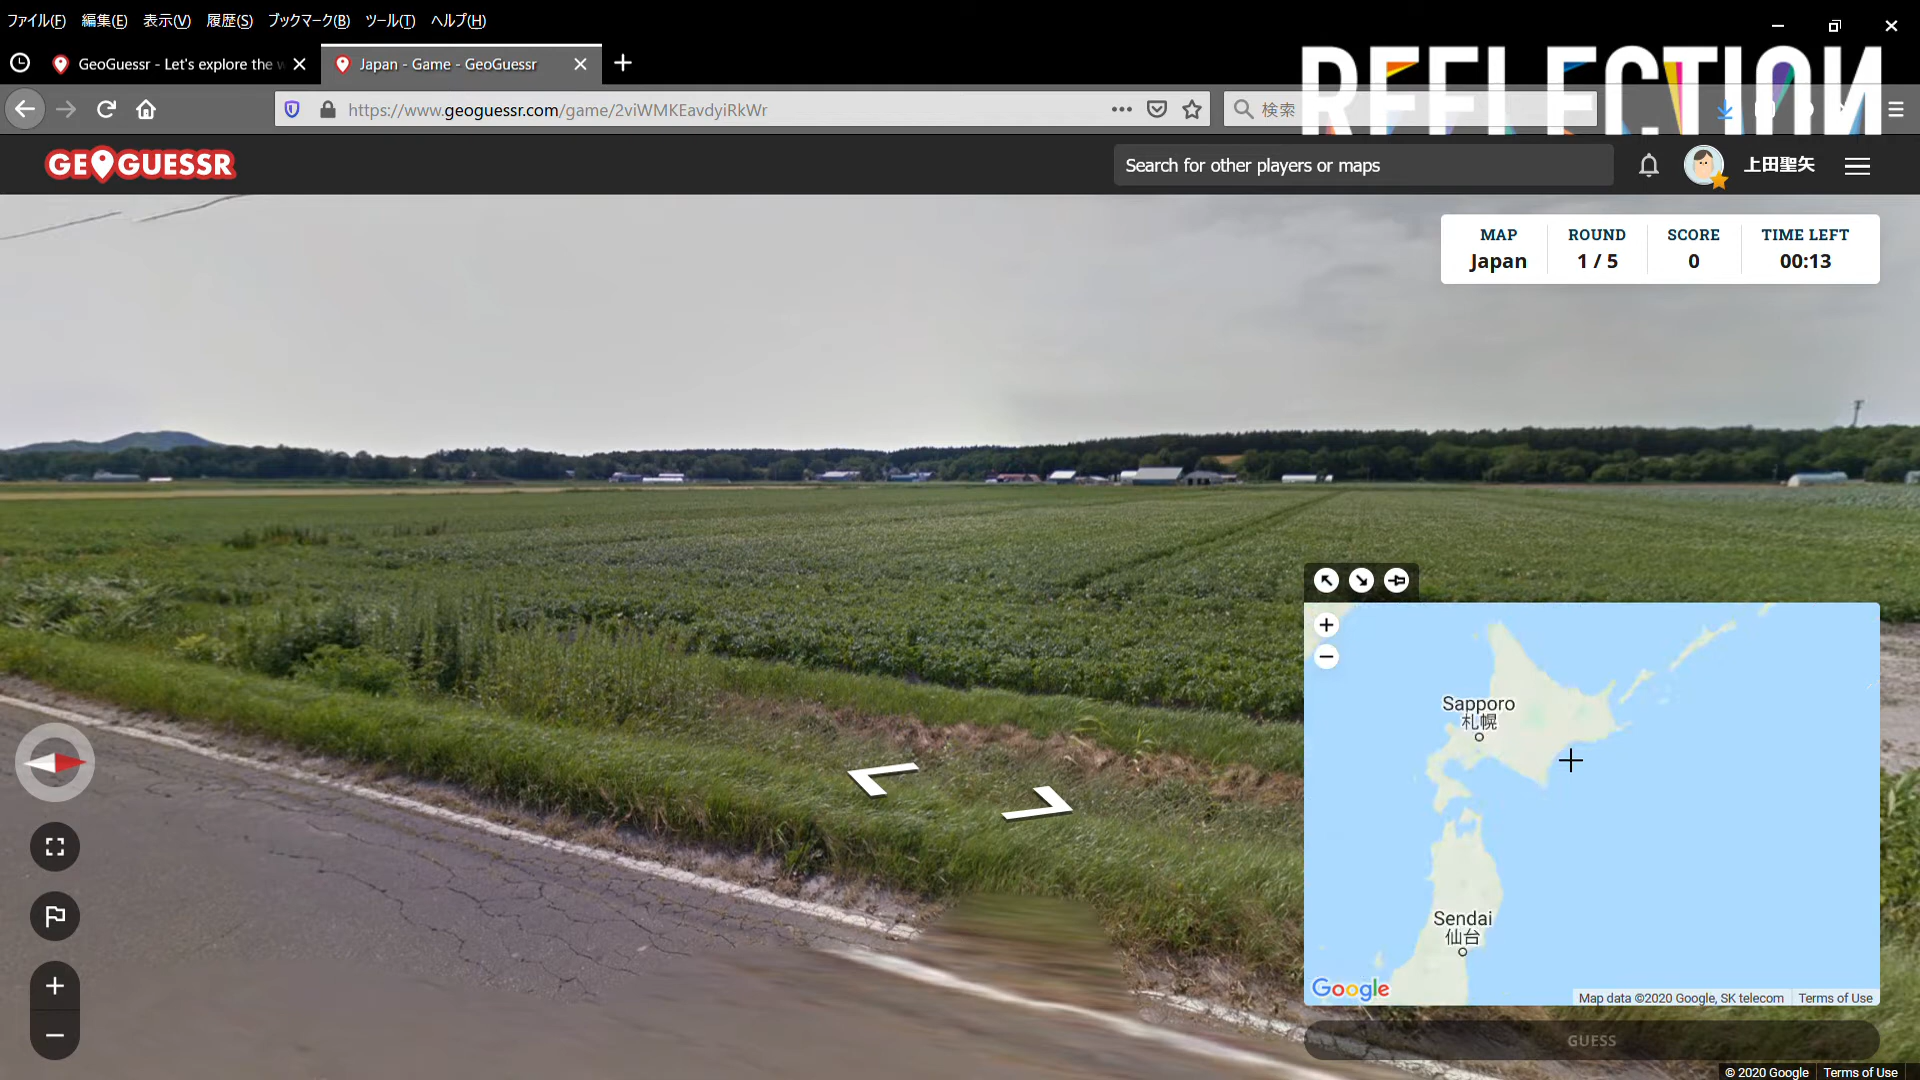 ファイル(F) 編集(E) 表示(V) 履歴(S) ブックマーク(B) ツール(T) ヘルプ(H)
GeoGuessr - Let's explore the w
Japan - Game - GeoGuessr
REFLECTION
https://www.geoguessr.com/game/2viWMKEavdyiRkWr
検索
GEOGUESSR
Search for other players or maps
上田聖矢
MAP ROUND SCORE TIME LEFT
Japan 1 / 5 0 00:13
Sapporo
札幌
Sendai
仙台
Google
Map data ©2020 Google, SK telecom Terms of Use
GUESS
© 2020 Google Terms of Use